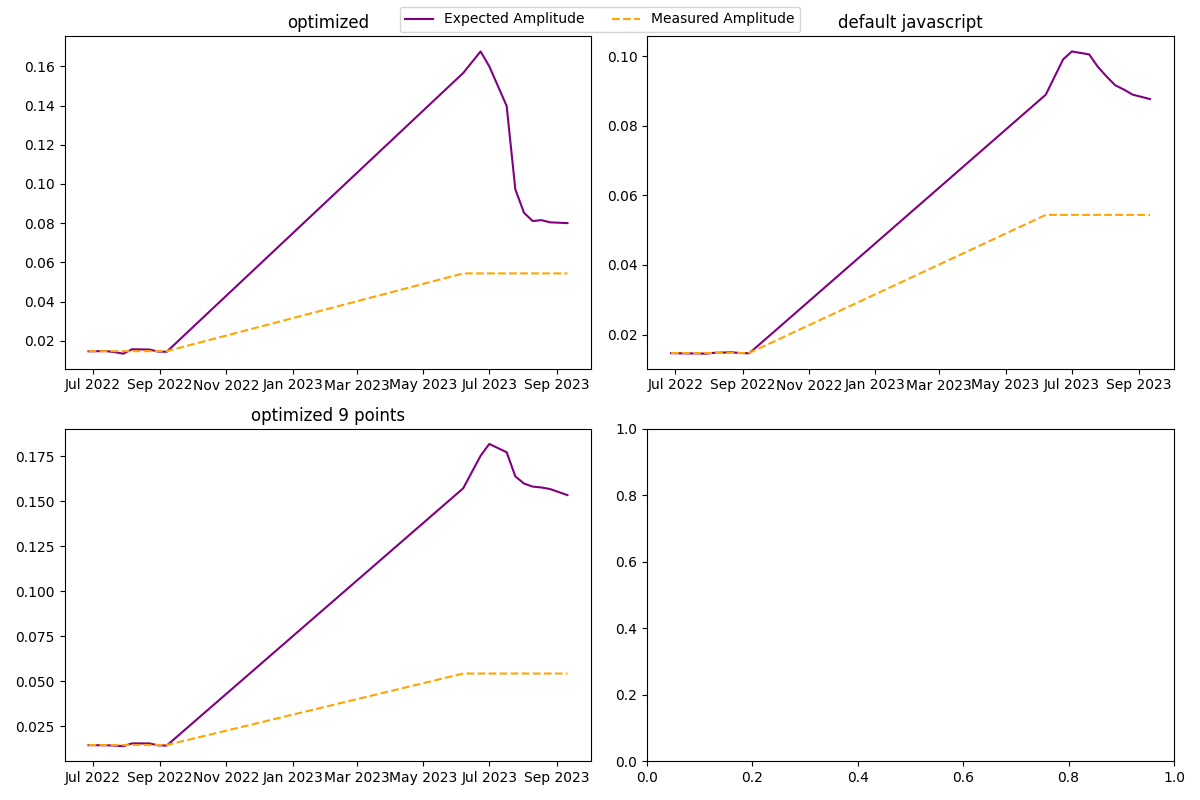 Expected Amplitude
Measured Amplitude
optimized
0.16
0.14
0.12
0.10
0.08
0.06
0.04
0.02
Jul 2022 Sep 2022 Nov 2022 Jan 2023 Mar 2023 May 2023 Jul 2023 Sep 2023
default javascript
0.10
0.08
0.06
0.04
0.02
Jul 2022 Sep 2022 Nov 2022 Jan 2023 Mar 2023 May 2023 Jul 2023 Sep 2023
optimized 9 points
0.175
0.150
0.125
0.100
0.075
0.050
0.025
Jul 2022 Sep 2022 Nov 2022 Jan 2023 Mar 2023 May 2023 Jul 2023 Sep 2023
1.0
0.8
0.6
0.4
0.2
0.0
0.0 0.2 0.4 0.6 0.8 1.0